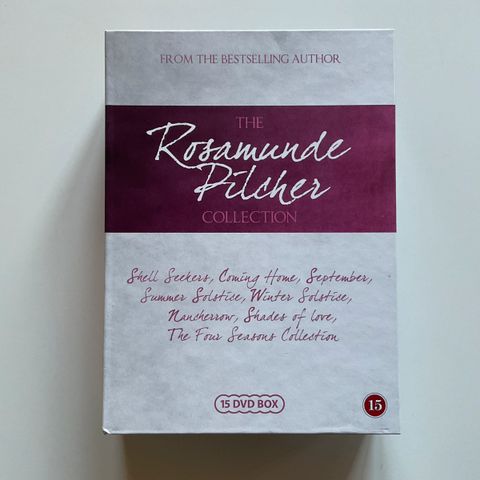 FROM THE BESTSELLING AUTHOR
THE
Rosamunde
Pilcher
COLLECTION
Shell Seekers, Coming Home, September,
Summer Solstice, Winter Solstice,
Nancherrow, Shades of love,
The Four Seasons Collection
15 DVD BOX
15